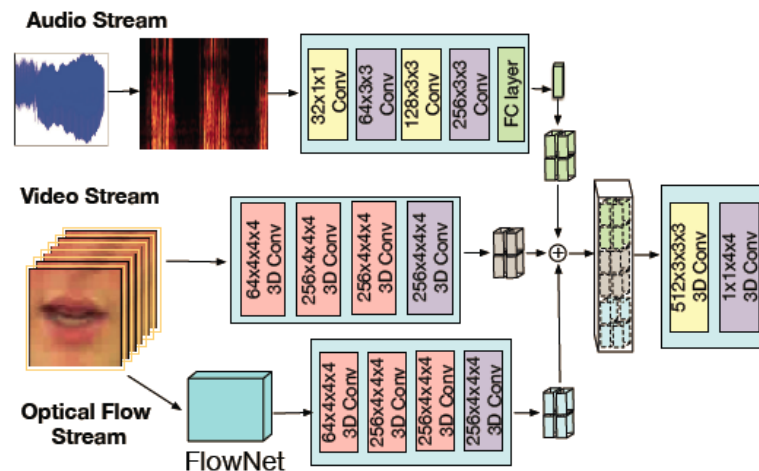 Audio Stream
32x1x1
Conv
64x3x3
Conv
128x3x3
Conv
256x3x3
Conv
FC layer
Video Stream
64x4x4x4
3D Conv
256x4x4x4
3D Conv
256x4x4x4
3D Conv
256x4x4x4
3D Conv
512x3x3x3
3D Conv
1x1x4x4
3D Conv
Optical Flow
Stream
FlowNet
64x4x4x4
3D Conv
256x4x4x4
3D Conv
256x4x4x4
3D Conv
256x4x4x4
3D Conv